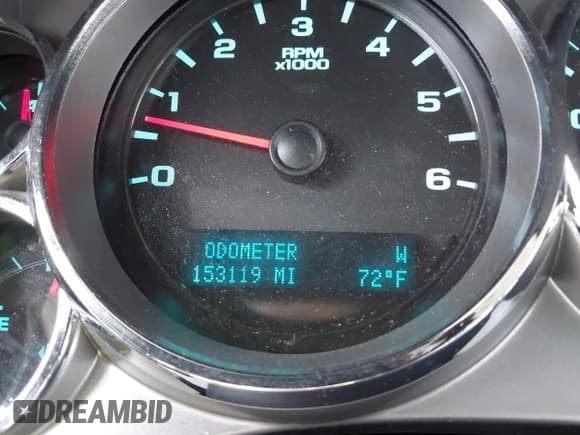 3
2
4
RPM
x1000
1
5
0
6
ODOMETER W
153119 MI 72°F
E
DREAMBID